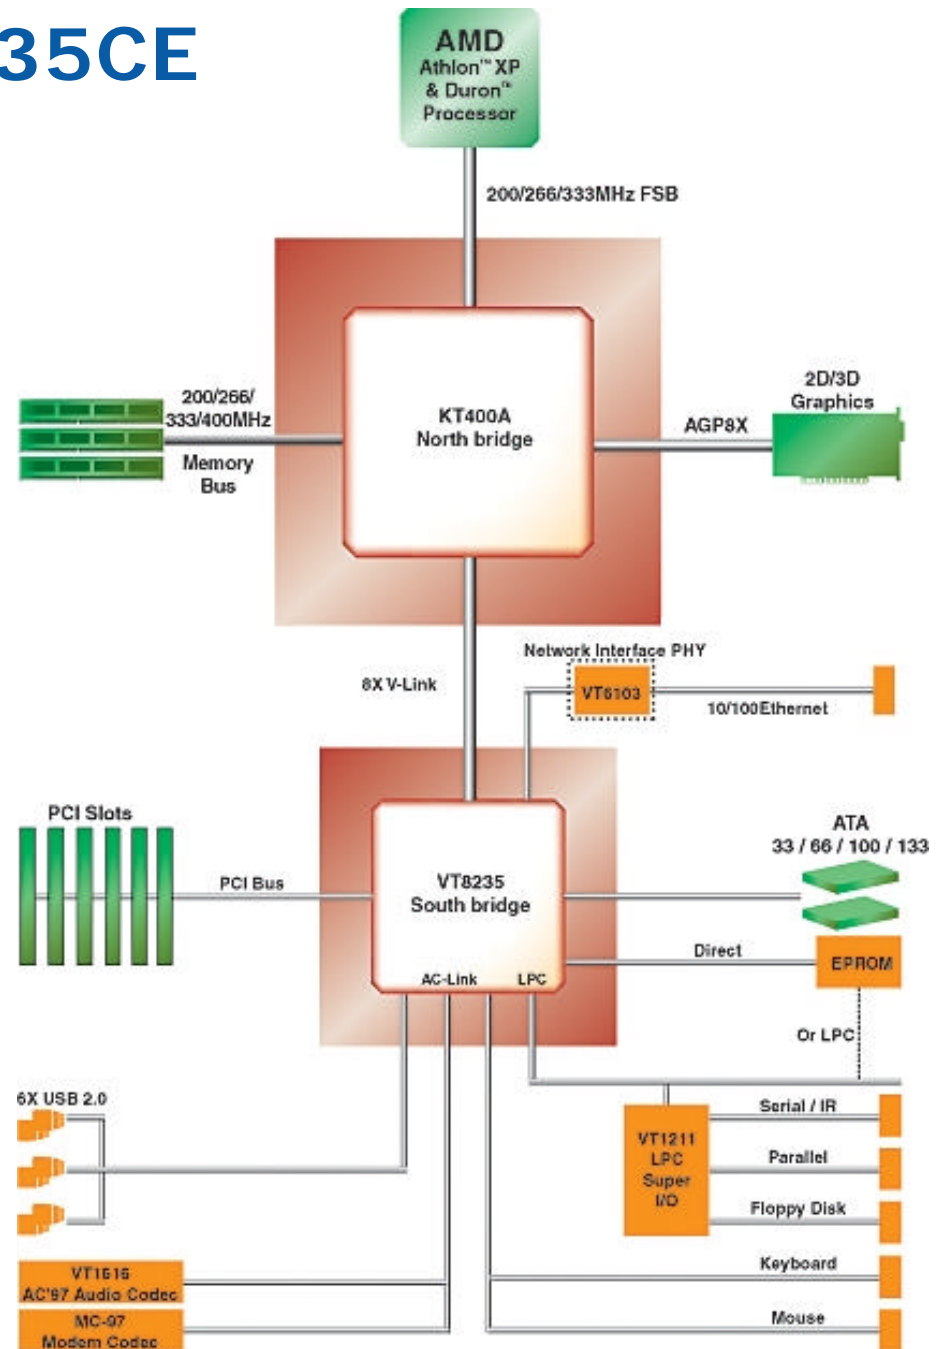 35CE
AMD
Athlon™ XP
& Duron™
Processor
200/266/333MHz FSB
200/266/
333/400MHz
Memory
Bus
KT400A
North bridge
AGP8X
2D/3D
Graphics
8X V-Link
Network Interface PHY
VT6103
10/100Ethernet
PCI Slots
PCI Bus
VT8235
South bridge
AC-Link
LPC
ATA
33 / 66 / 100 / 133
Direct
EPROM
Or LPC
6X USB 2.0
VT1211
LPC
Super
I/O
Serial / IR
Parallel
Floppy Disk
Keyboard
Mouse
VT1616
AC'97 Audio Codec
MC-97
Modem Codec